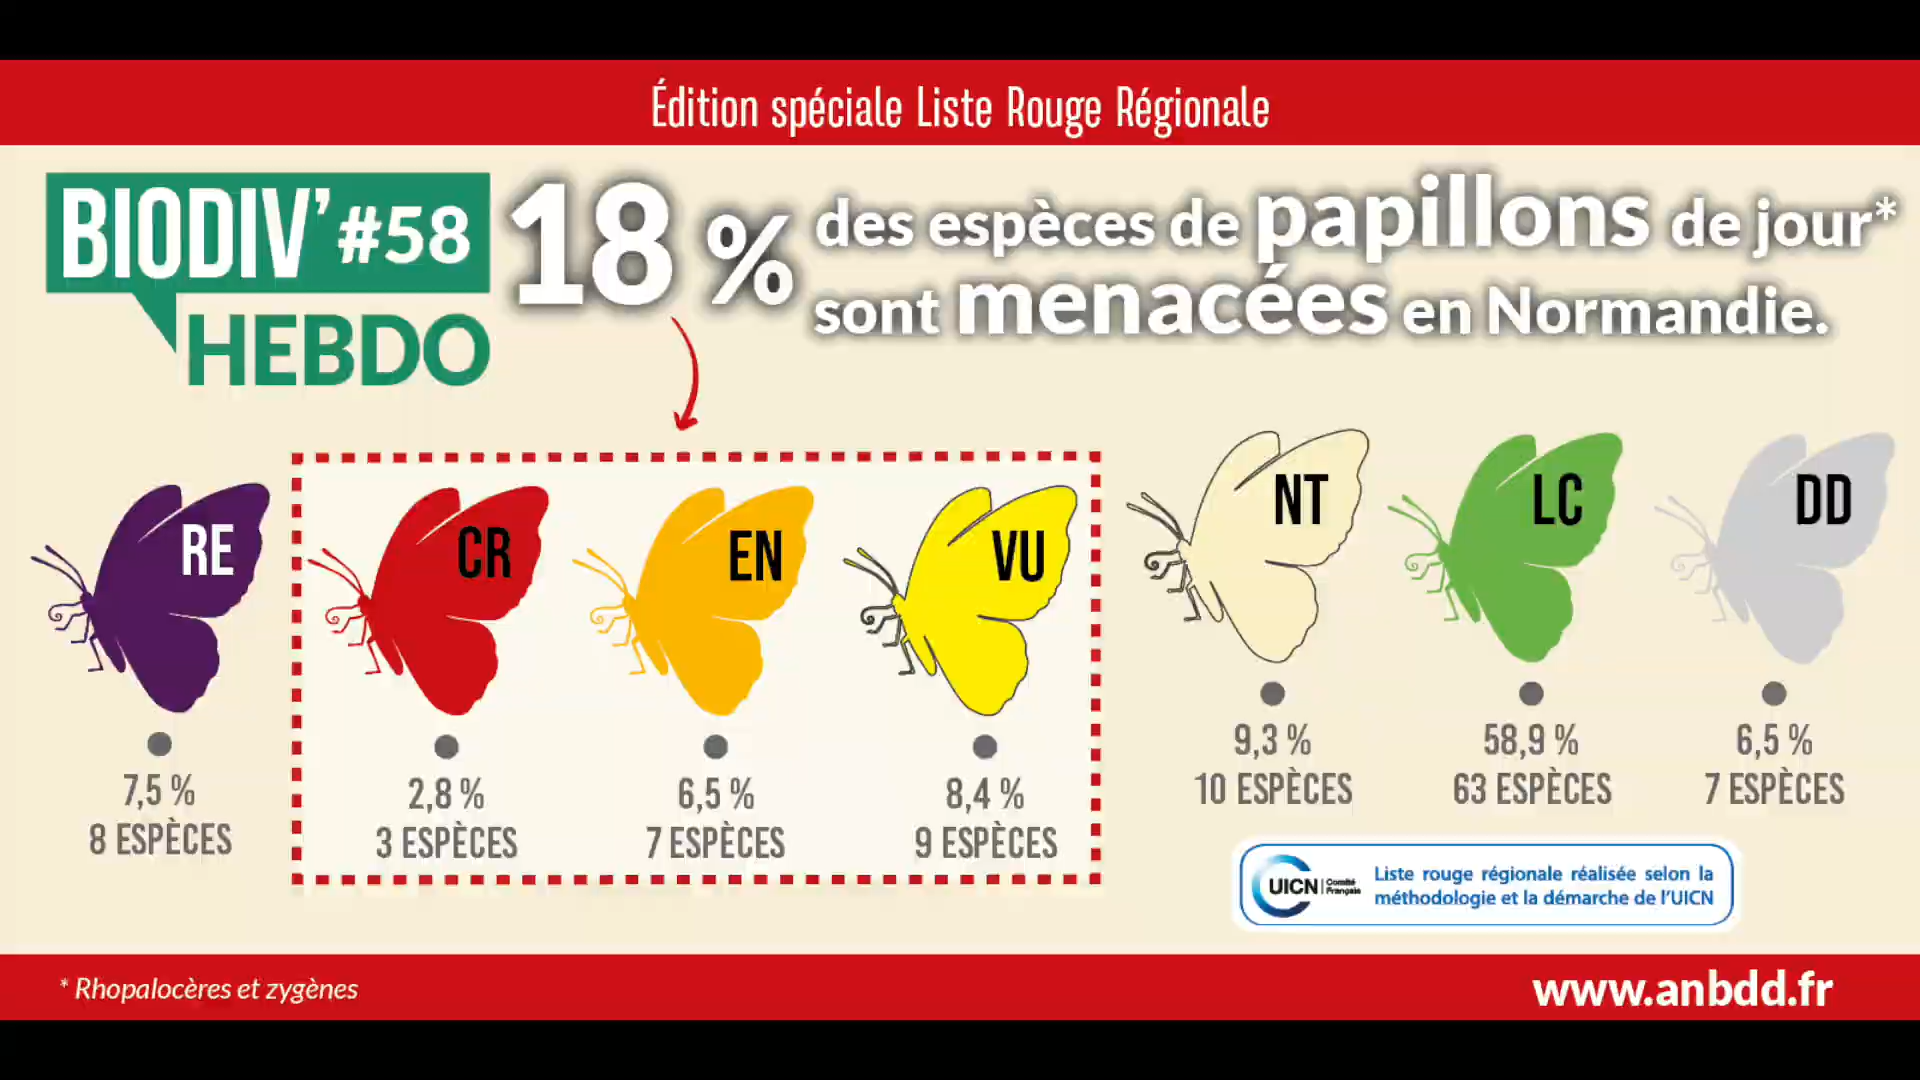 Édition spéciale Liste Rouge Régionale
BIODIV' #58
HEBDO
18 %
des espèces de papillons de jour*
sont menacées en Normandie.
RE
7,5 %
8 ESPÈCES
CR
2,8 %
3 ESPÈCES
EN
6,5 %
7 ESPÈCES
VU
8,4 %
9 ESPÈCES
NT
9,3 %
10 ESPÈCES
LC
58,9 %
63 ESPÈCES
DD
6,5 %
7 ESPÈCES
UICN
Comité
Français
Liste rouge régionale réalisée selon la
méthodologie et la démarche de l'UICN
* Rhopalocères et zygènes
www.anbdd.fr